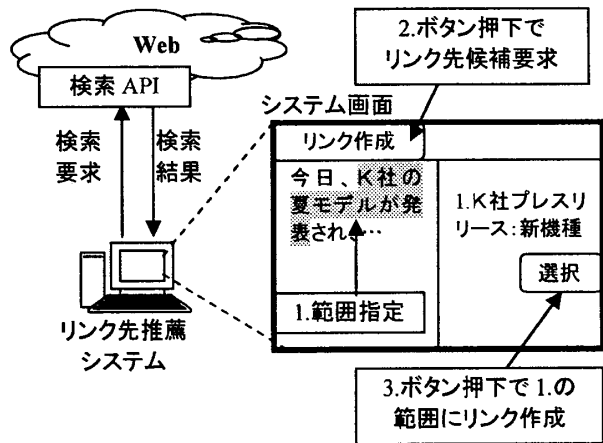 Web
検索 API
検索
要求
検索
結果
リンク先推薦
システム
2.ボタン押下で
リンク先候補要求
システム画面
リンク作成
今日、K社の
夏モデルが発
表され、…
1.範囲指定
1.K社プレスリ
リース:新機種
選択
3.ボタン押下で 1.の
範囲にリンク作成